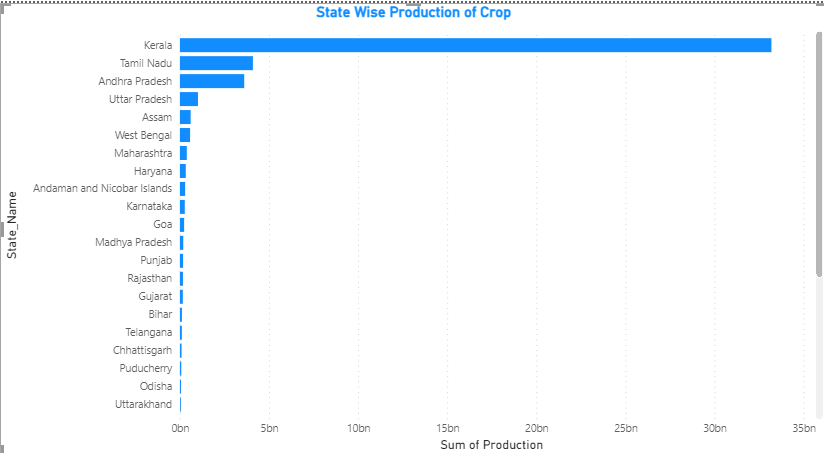 State Wise Production of Crop
State_Name
Kerala
Tamil Nadu
Andhra Pradesh
Uttar Pradesh
Assam
West Bengal
Maharashtra
Haryana
Andaman and Nicobar Islands
Karnataka
Goa
Madhya Pradesh
Punjab
Rajasthan
Gujarat
Bihar
Telangana
Chhattisgarh
Puducherry
Odisha
Uttarakhand
0bn 5bn 10bn 15bn 20bn 25bn 30bn 35bn
Sum of Production